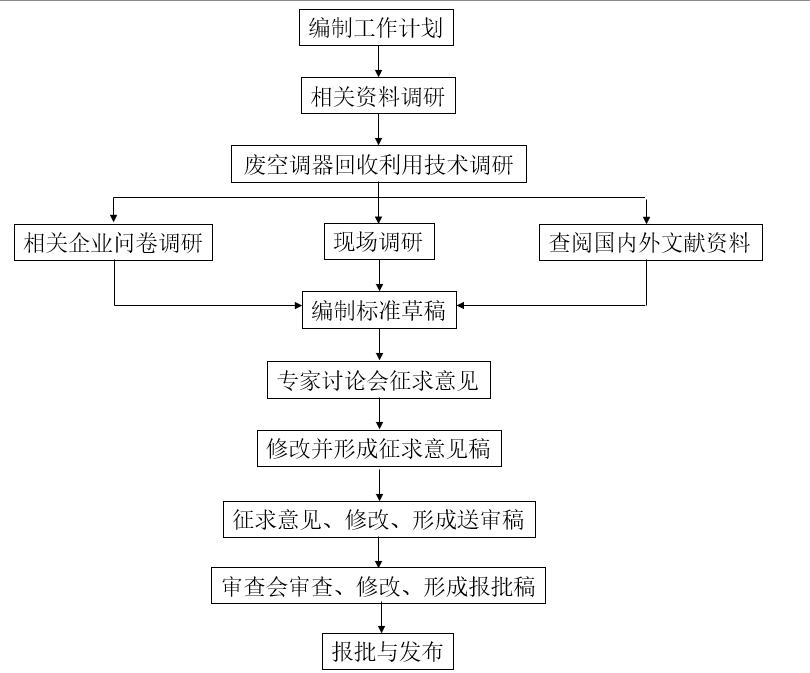 编制工作计划
相关资料调研
废空调器回收利用技术调研
相关企业问卷调研
现场调研
查阅国内外文献资料
编制标准草稿
专家讨论会征求意见
修改并形成征求意见稿
征求意见、修改、形成送审稿
审查会审查、修改、形成报批稿
报批与发布